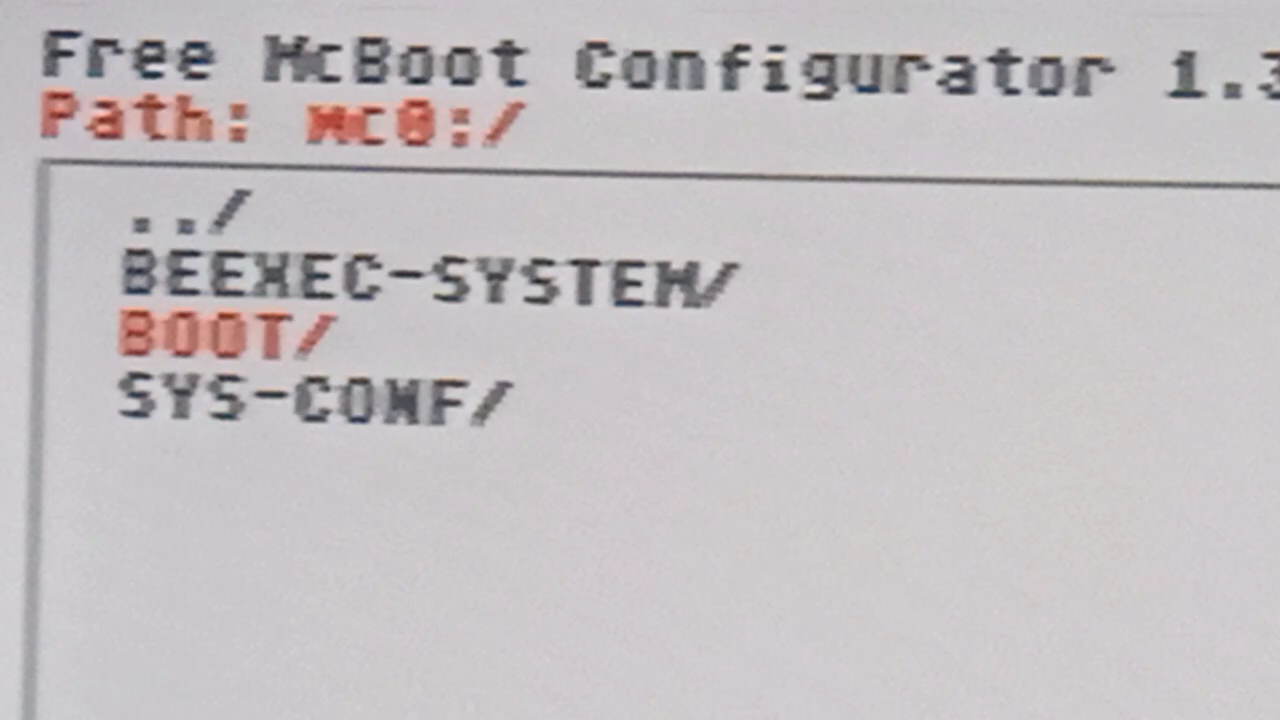 Free McBoot Configurator 1.3
Path: mc0:/
../
BEEXEC-SYSTEM/
BOOT/
SYS-CONF/